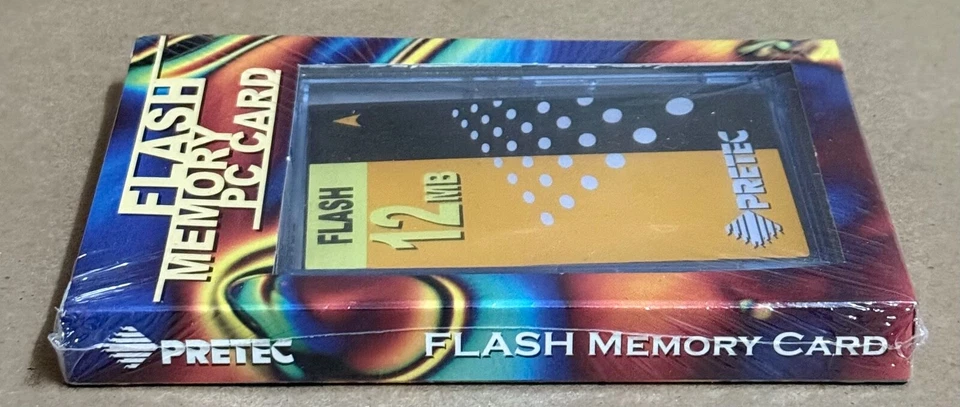 FLASH
MEMORY
PC CARD
FLASH
12MB
PRETEC
PRETEC
FLASH MEMORY CARD